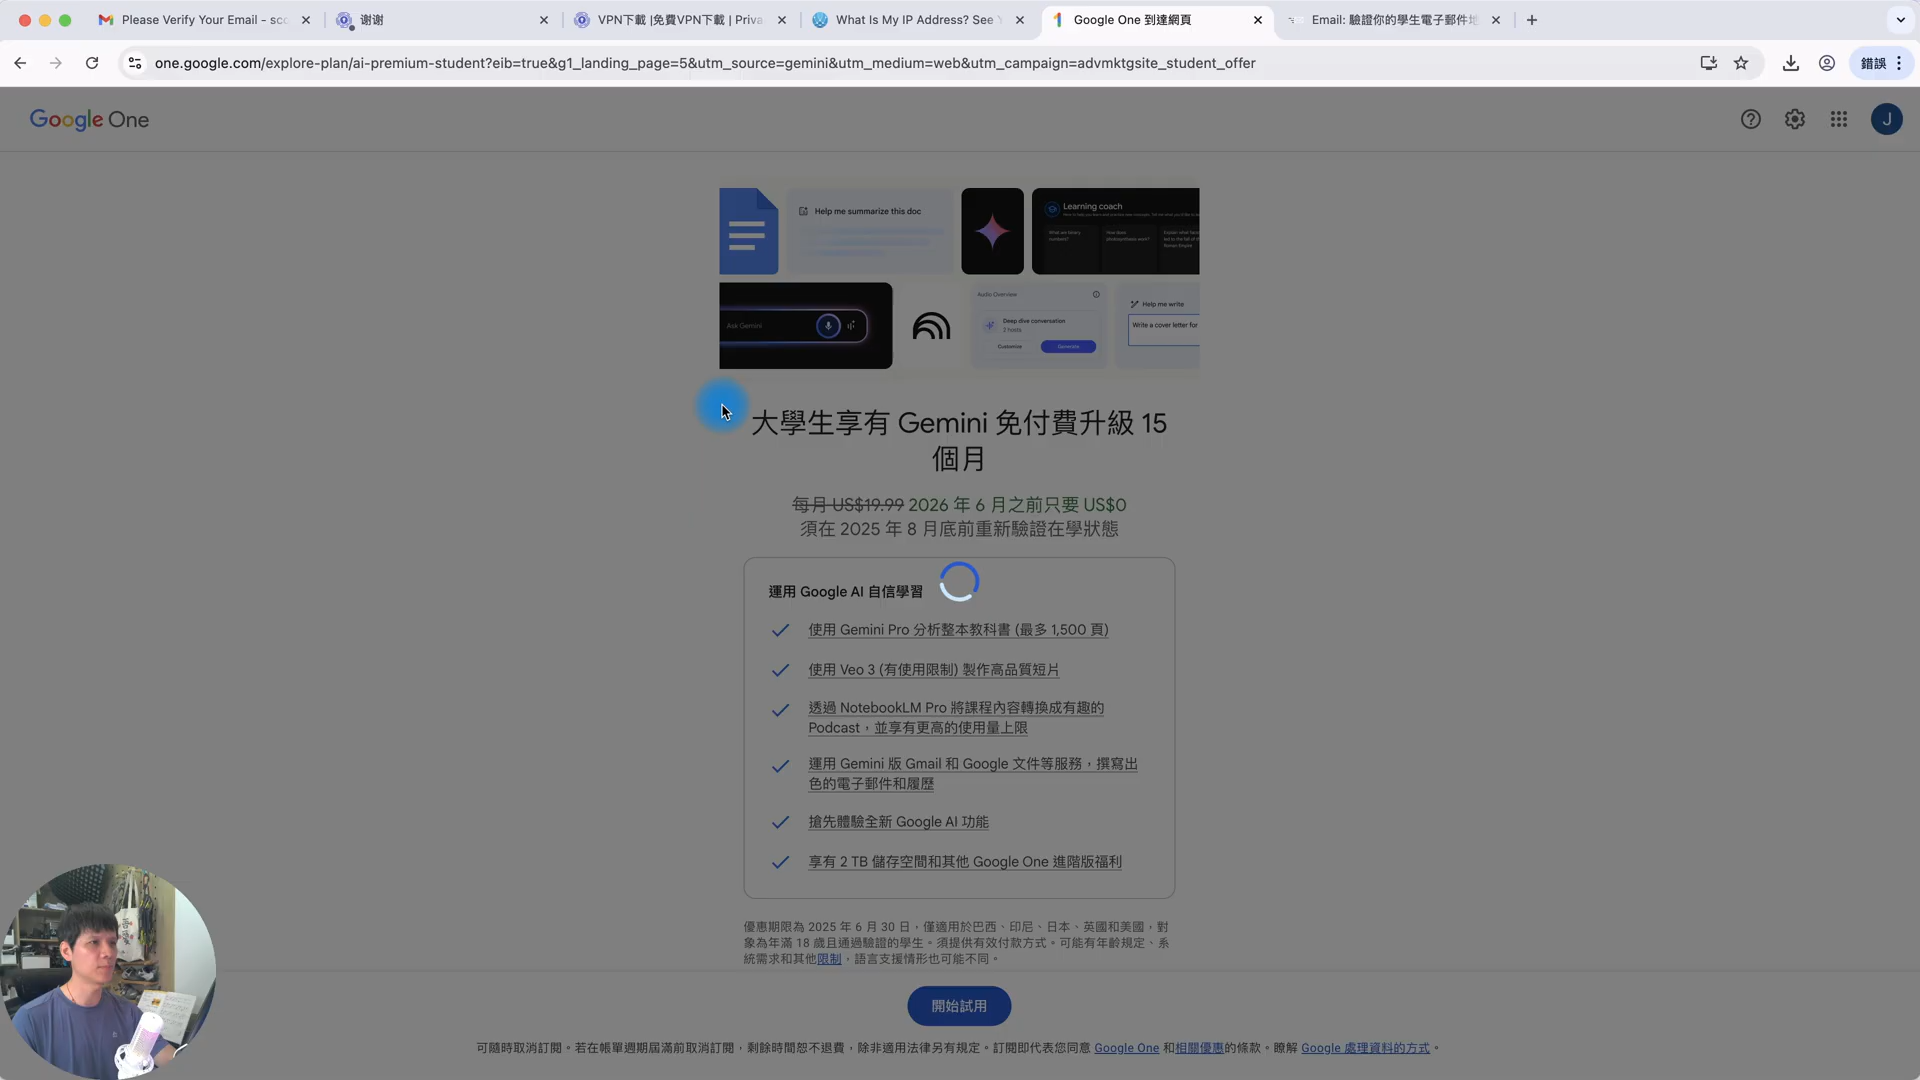 Please Verify Your Email - sco
谢谢
VPN下載 |免費VPN下載 | Priva
What Is My IP Address? See Y
Google One 到達網頁
Email: 驗證你的學生電子郵件地
one.google.com/explore-plan/ai-premium-student?eib=true&g1_landing_page=5&utm_source=gemini&utm_medium=web&utm_campaign=advmktgsite_student_offer
錯誤
Google One
J
Help me summarize this doc
Learning coach
Ask Gemini
Audio Overview
Deep dive conversation
2 hosts
Customize
Generate
Help me write
Write a cover letter for
大學生享有 Gemini 免付費升級 15
個月
每月 US$19.99 2026 年 6 月之前只要 US$0
須在 2025 年 8 月底前重新驗證在學狀態
運用 Google AI 自信學習
使用 Gemini Pro 分析整本教科書 (最多 1,500 頁)
使用 Veo 3 (有使用限制) 製作高品質短片
透過 NotebookLM Pro 將課程內容轉換成有趣的
Podcast，並享有更高的使用量上限
運用 Gemini 版 Gmail 和 Google 文件等服務，撰寫出
色的電子郵件和履歷
搶先體驗全新 Google AI 功能
享有 2 TB 儲存空間和其他 Google One 進階版福利
優惠期限為 2025 年 6 月 30 日，僅適用於巴西、印尼、日本、英國和美國，對
象為年滿 18 歲且通過驗證的學生。須提供有效付款方式。可能有年齡規定、系
統需求和其他限制，語言支援情形也可能不同。
開始試用
可隨時取消訂閱。若在帳單週期屆滿前取消訂閱，剩餘時間恕不退費，除非適用法律另有規定。訂閱即代表您同意 Google One 和相關優惠的條款。瞭解 Google 處理資料的方式。